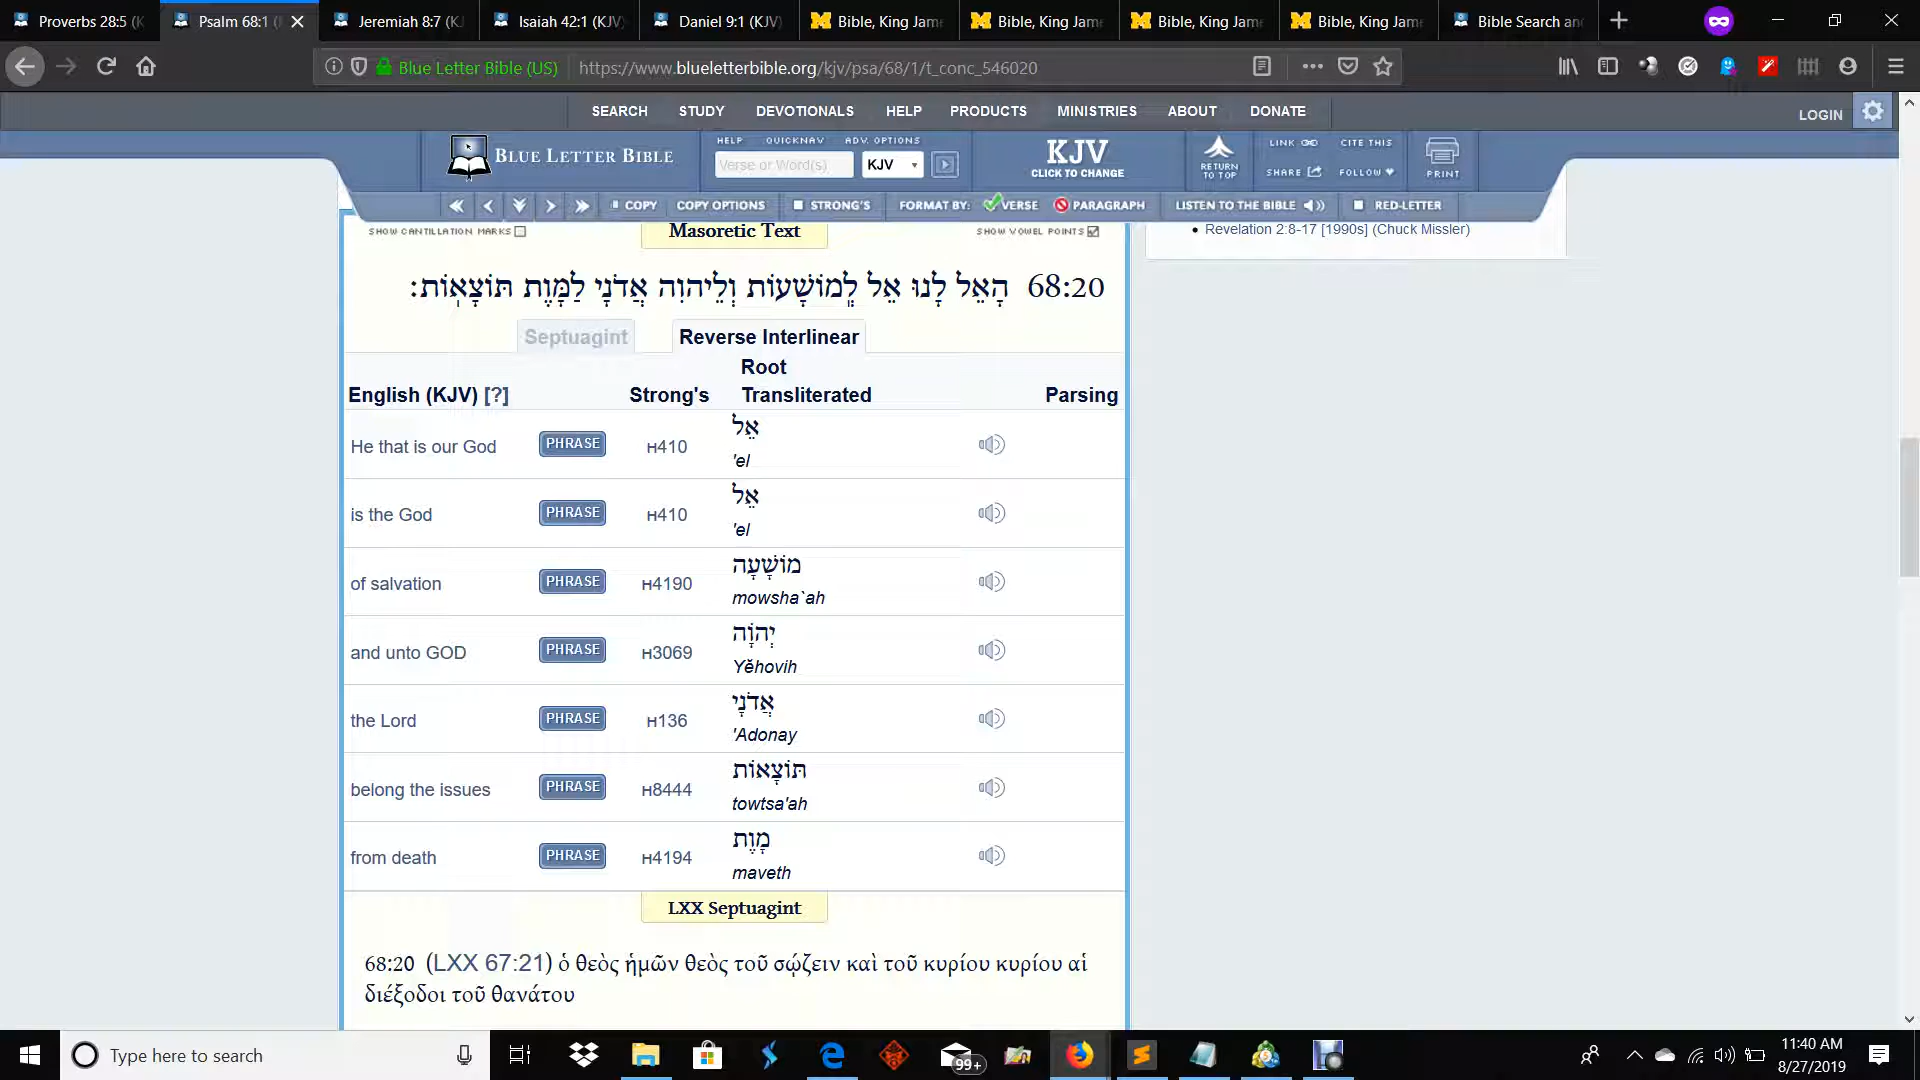 Proverbs 28:5 (K
Psalm 68:1 (
Jeremiah 8:7 (KJ
Isaiah 42:1 (KJV)
Daniel 9:1 (KJV)
Bible, King Jame
Bible, King Jame
Bible, King Jame
Bible, King Jame
Bible Search and
Blue Letter Bible (US)
https://www.blueletterbible.org/kjv/psa/68/1/t_conc_546020
SEARCH STUDY DEVOTIONALS HELP PRODUCTS MINISTRIES ABOUT DONATE
LOGIN
BLUE LETTER BIBLE
HELP QUICKNAV ADV. OPTIONS
Verse or Word(s)
KJV
KJV
CLICK TO CHANGE
RETURN
TO TOP
LINK
CITE THIS
SHARE
FOLLOW
PRINT
COPY COPY OPTIONS STRONG'S FORMAT BY: VERSE PARAGRAPH LISTEN TO THE BIBLE RED-LETTER
SHOW CANTILLATION MARKS
Masoretic Text
SHOW VOWEL POINTS
Revelation 2:8-17 [1990s] (Chuck Missler)
68:20 הָאֵל לָנוּ אֵל לְֽמוֹשָׁעוֹת וְלֵיהוִה אֲדֹנָי לַמָּוֶת תּוֹצָאֽוֹת׃
Septuagint
Reverse Interlinear
Root
English (KJV) [?] Strong's Transliterated Parsing
He that is our God PHRASE H410 אֵל
'el
is the God PHRASE H410 אֵל
'el
of salvation PHRASE H4190 מוֹשָׁעָה
mowsha`ah
and unto GOD PHRASE H3069 יְהֹוִה
Yĕhovih
the Lord PHRASE H136 אֲדֹנָי
'Adonay
belong the issues PHRASE H8444 תּוֹצָאוֹת
towtsa'ah
from death PHRASE H4194 מָוֶת
maveth
LXX Septuagint
68:20 (LXX 67:21) ὁ θεὸς ἡμῶν θεὸς τοῦ σῴζειν καὶ τοῦ κυρίου κυρίου αἱ
διέξοδοι τοῦ θανάτου
Type here to search
99+
11:40 AM
8/27/2019